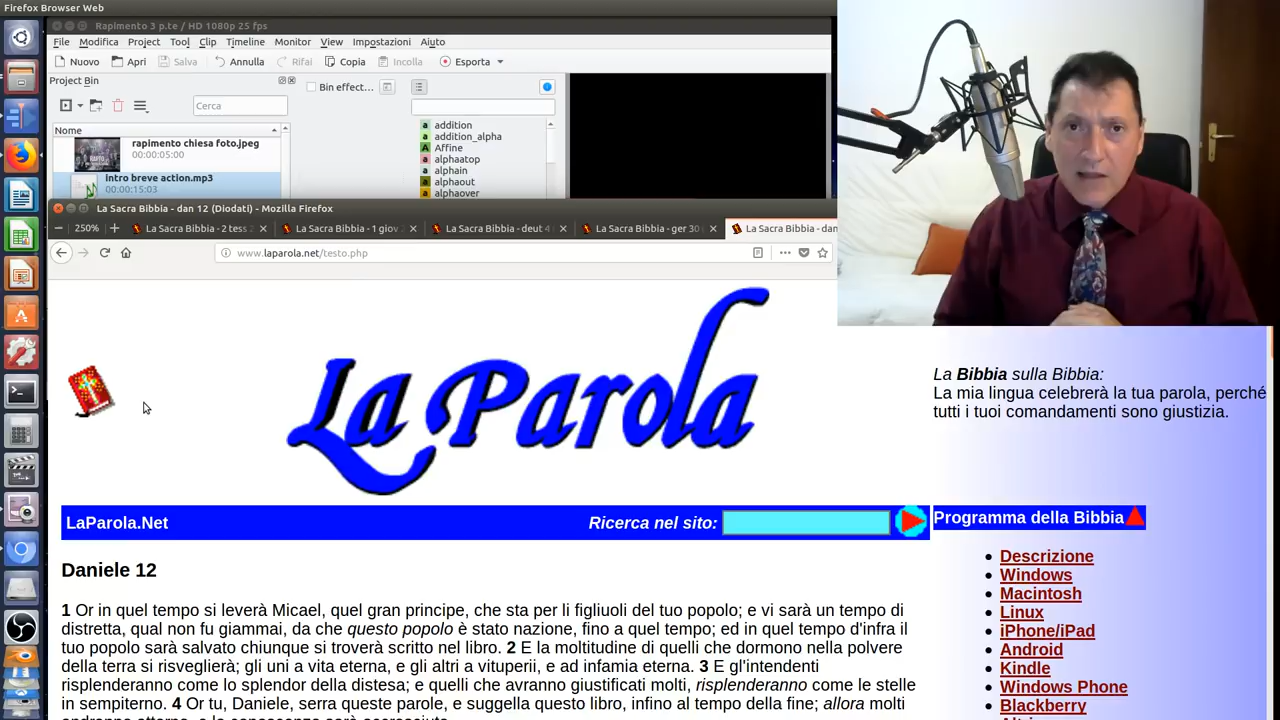 Firefox Browser Web
Rapimento 3 p.te / HD 1080p 25 fps
File Modifica Project Tool Clip Timeline Monitor View Impostazioni Aiuto
Nuovo Apri Salva Annulla Rifai Copia Incolla Esporta
Project Bin
Bin effect...
Cerca
Nome
rapimento chiesa foto.jpeg
00:00:05:00
intro breve action.mp3
00:00:15:03
addition
addition_alpha
Affine
alphaatop
alphain
alphaout
alphaover
La Sacra Bibbia - dan 12 (Diodati) - Mozilla Firefox
250%
La Sacra Bibbia - 2 tess 2
La Sacra Bibbia - 1 giov
La Sacra Bibbia - deut 4
La Sacra Bibbia - ger 30
La Sacra Bibbia - dan
www.laparola.net/testo.php
La Parola
La Bibbia sulla Bibbia:
La mia lingua celebrerà la tua parola, perché
tutti i tuoi comandamenti sono giustizia.
LaParola.Net
Ricerca nel sito:
Programma della Bibbia
Descrizione
Windows
Macintosh
Linux
iPhone/iPad
Android
Kindle
Windows Phone
Blackberry
Daniele 12
1 Or in quel tempo si leverà Micael, quel gran principe, che sta per li figliuoli del tuo popolo; e vi sarà un tempo di
distretta, qual non fu giammai, da che questo popolo è stato nazione, fino a quel tempo; ed in quel tempo d'infra il
tuo popolo sarà salvato chiunque si troverà scritto nel libro. 2 E la moltitudine di quelli che dormono nella polvere
della terra si risveglierà; gli uni a vita eterna, e gli altri a vituperii, e ad infamia eterna. 3 E gl'intendenti
risplenderanno come lo splendor della distesa; e quelli che avranno giustificati molti, risplenderanno come le stelle
in sempiterno. 4 Or tu, Daniele, serra queste parole, e suggella questo libro, infino al tempo della fine; allora molti